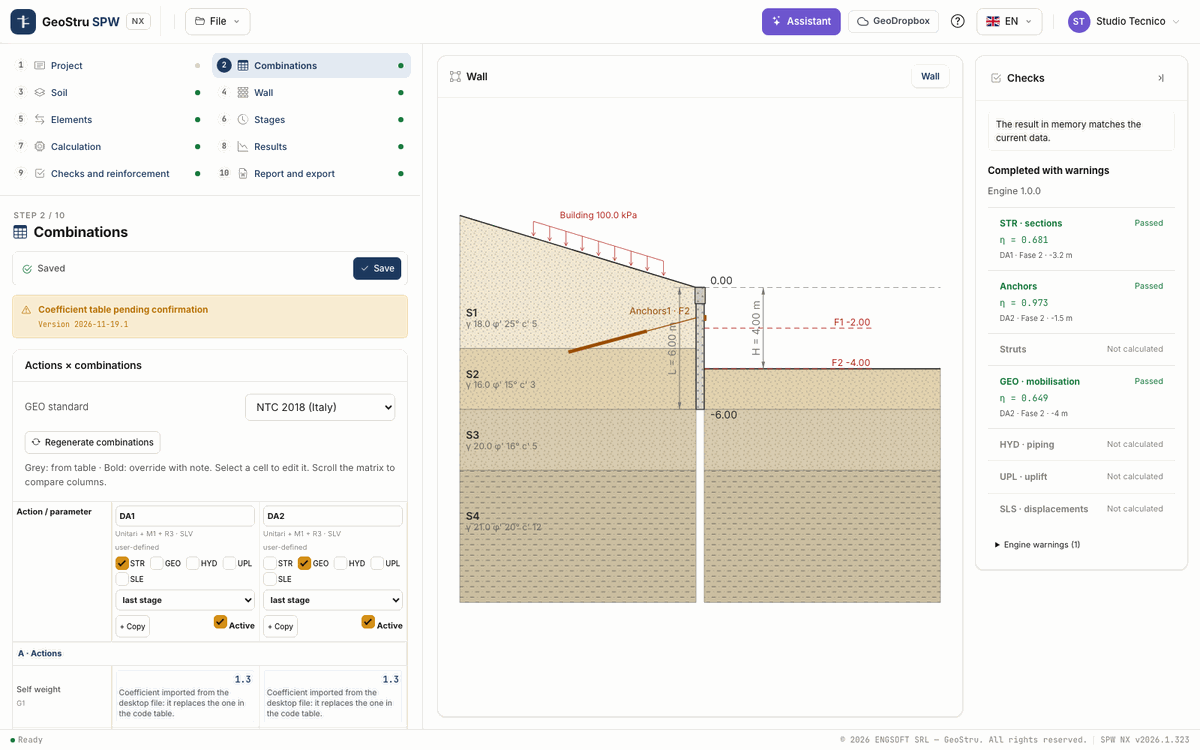 GeoStru SPW NX File Assistant GeoDropbox EN ST Studio Tecnico
1 Project
2 Combinations
3 Soil
4 Wall
5 Elements
6 Stages
7 Calculation
8 Results
9 Checks and reinforcement
10 Report and export
STEP 2 / 10
Combinations
Saved
Save
Coefficient table pending confirmation
Version 2026-11-19.1
Actions × combinations
GEO standard
NTC 2018 (Italy)
Regenerate combinations
Grey: from table · Bold: override with note. Select a cell to edit it. Scroll the matrix to
compare columns.
Action / parameter
DA1
Unitari + M1 + R3 · SLV
user-defined
STR GEO HYD UPL
SLE
last stage
+ Copy
Active
DA2
Unitari + M1 + R3 · SLV
user-defined
STR GEO HYD UPL
SLE
last stage
+ Copy
Active
A · Actions
Self weight
G1
1.3
Coefficient imported from the
desktop file: it replaces the one in
the code table.
1.3
Coefficient imported from the
desktop file: it replaces the one in
the code table.
Wall
Wall
Building 100.0 kPa
0.00
Anchors1 · F2
S1
γ 18.0 φ' 25° c' 5
L = 6.00 m
H = 4.00 m
F1 -2.00
F2 -4.00
S2
γ 16.0 φ' 15° c' 3
-6.00
S3
γ 20.0 φ' 16° c' 5
S4
γ 21.0 φ' 20° c' 12
Checks
The result in memory matches the
current data.
Completed with warnings
Engine 1.0.0
STR · sections Passed
η = 0.681
DA1 · Fase 2 · -3.2 m
Anchors Passed
η = 0.973
DA2 · Fase 2 · -1.5 m
Struts Not calculated
GEO · mobilisation Passed
η = 0.649
DA2 · Fase 2 · -4 m
HYD · piping Not calculated
UPL · uplift Not calculated
SLS · displacements Not calculated
Engine warnings (1)
Ready
© 2026 ENGSOFT SRL — GeoStru. All rights reserved. SPW NX v2026.1.323